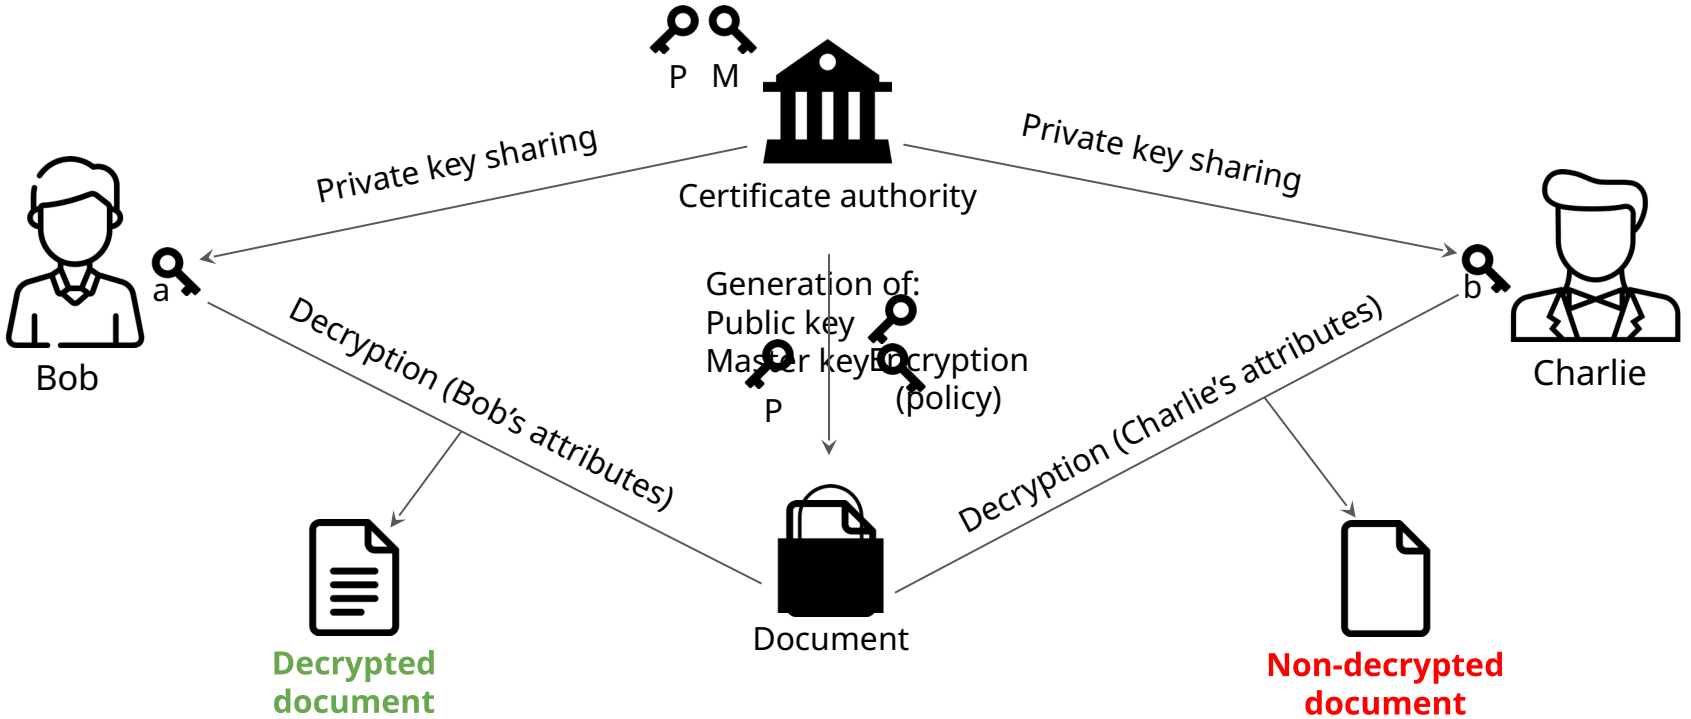 P M
Private key sharing
Private key sharing
Certificate authority
a
b
Generation of:
Public key
Master key
Encryption
(policy)
P
Bob
Charlie
Decryption (Bob's attributes)
Decryption (Charlie's attributes)
Document
Decrypted
document
Non-decrypted
document